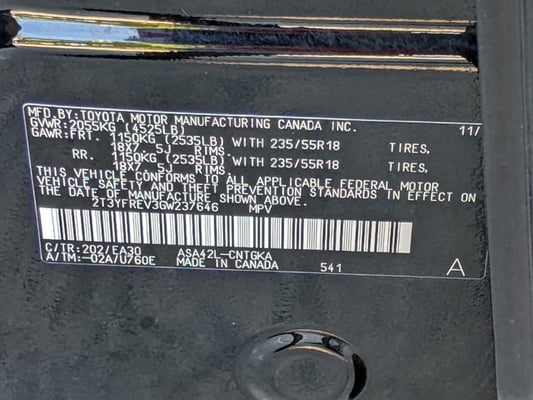 MFD.BY:TOYOTA MOTOR MANUFACTURING CANADA INC. 11/
GVWR:2055KG (4525LB)
GAWR:FRT. 1150KG (2535LB) WITH 235/55R18 TIRES,
18X7 .5J RIMS
RR. 1150KG (2535LB) WITH 235/55R18 TIRES,
18X7 .5J RIMS
THIS VEHICLE CONFORMS TO ALL APPLICABLE FEDERAL MOTOR
VEHICLE SAFETY AND THEFT PREVENTION STANDARDS IN EFFECT ON
THE DATE OF MANUFACTURE SHOWN ABOVE.
2T3YFREV3GW237646 MPV
C/TR:202/EA30 ASA42L-CNTGKA
A/TM:-02A/U760E MADE IN CANADA 541 A